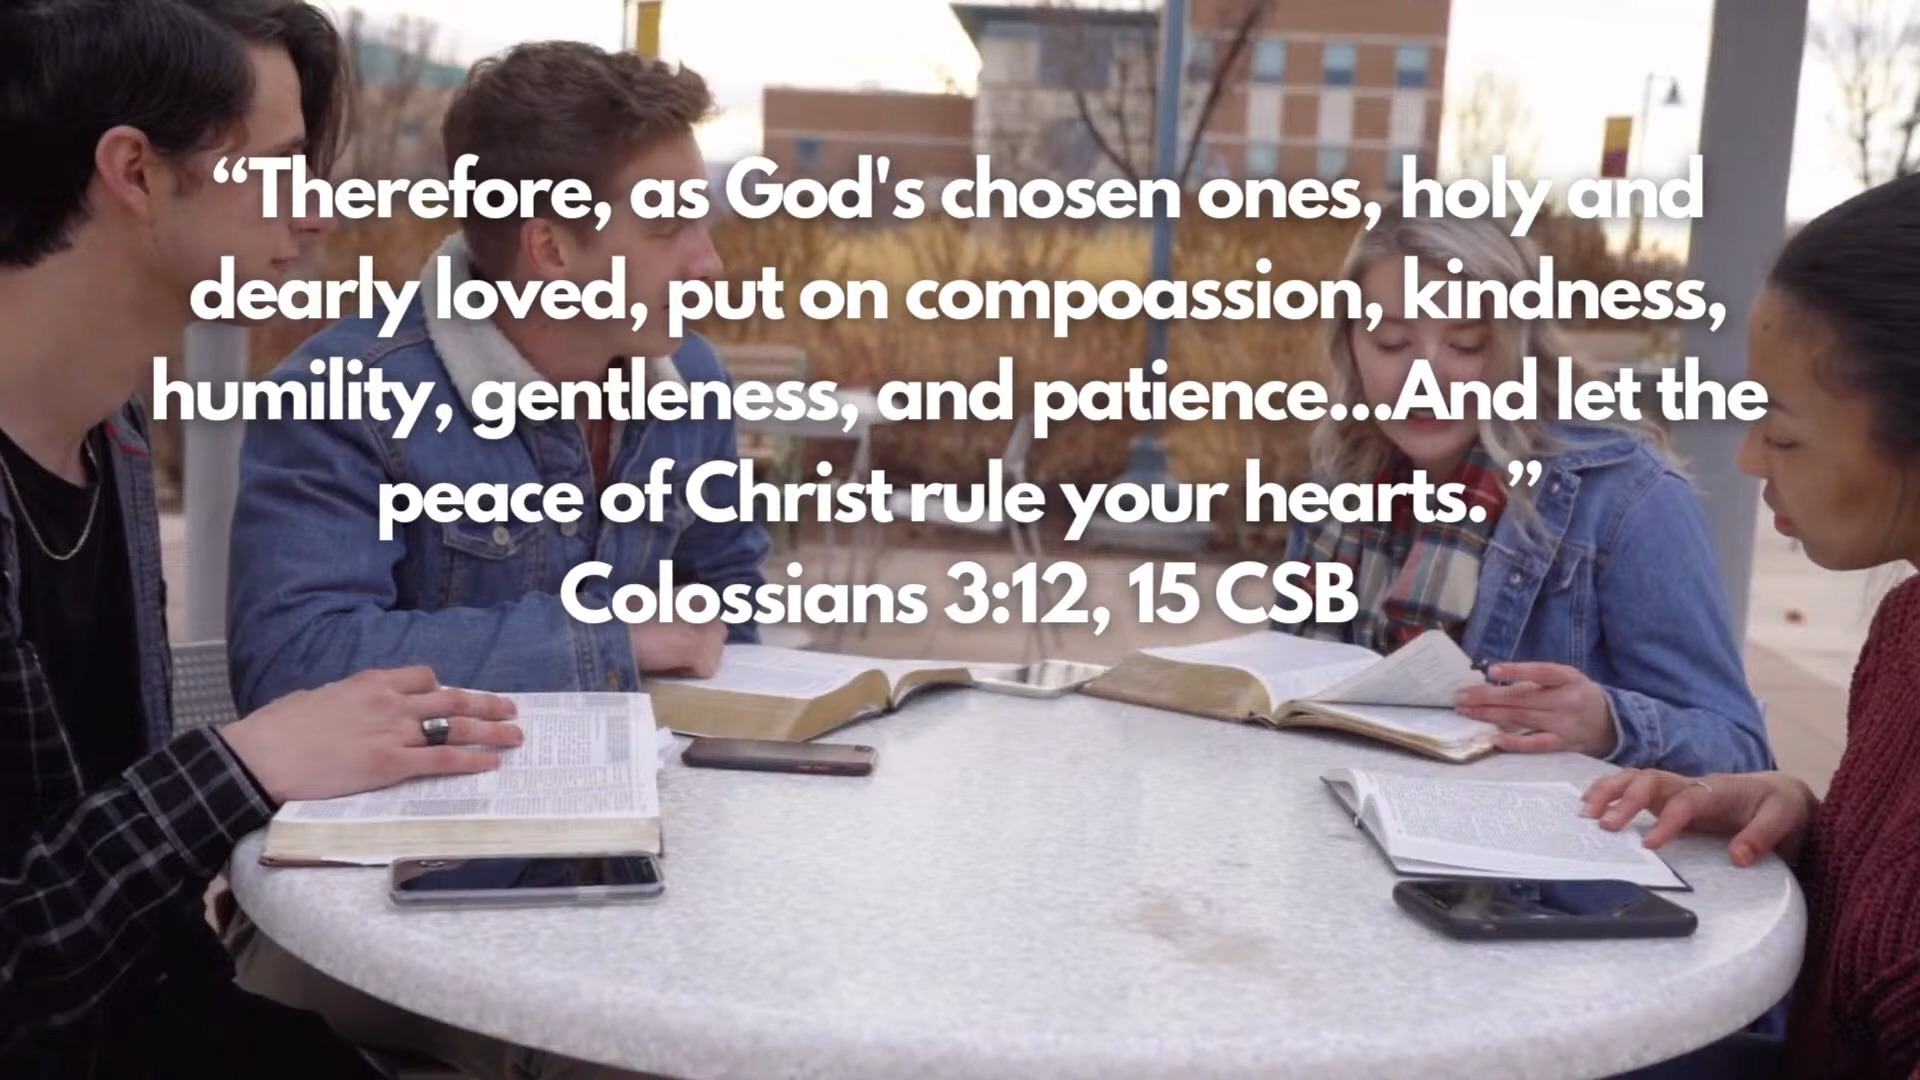 “Therefore, as God's chosen ones, holy and
dearly loved, put on compoassion, kindness,
humility, gentleness, and patience...And let the
peace of Christ rule your hearts.”
Colossians 3:12, 15 CSB